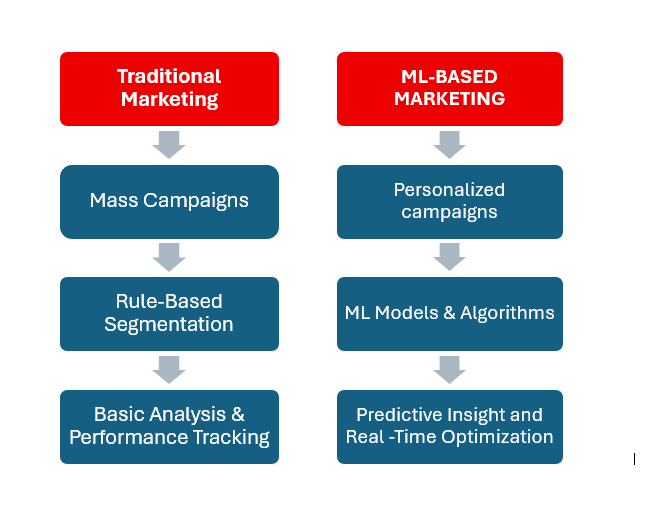 Traditional
Marketing
Mass Campaigns
Rule-Based
Segmentation
Basic Analysis &
Performance Tracking
ML-BASED
MARKETING
Personalized
campaigns
ML Models & Algorithms
Predictive Insight and
Real -Time Optimization